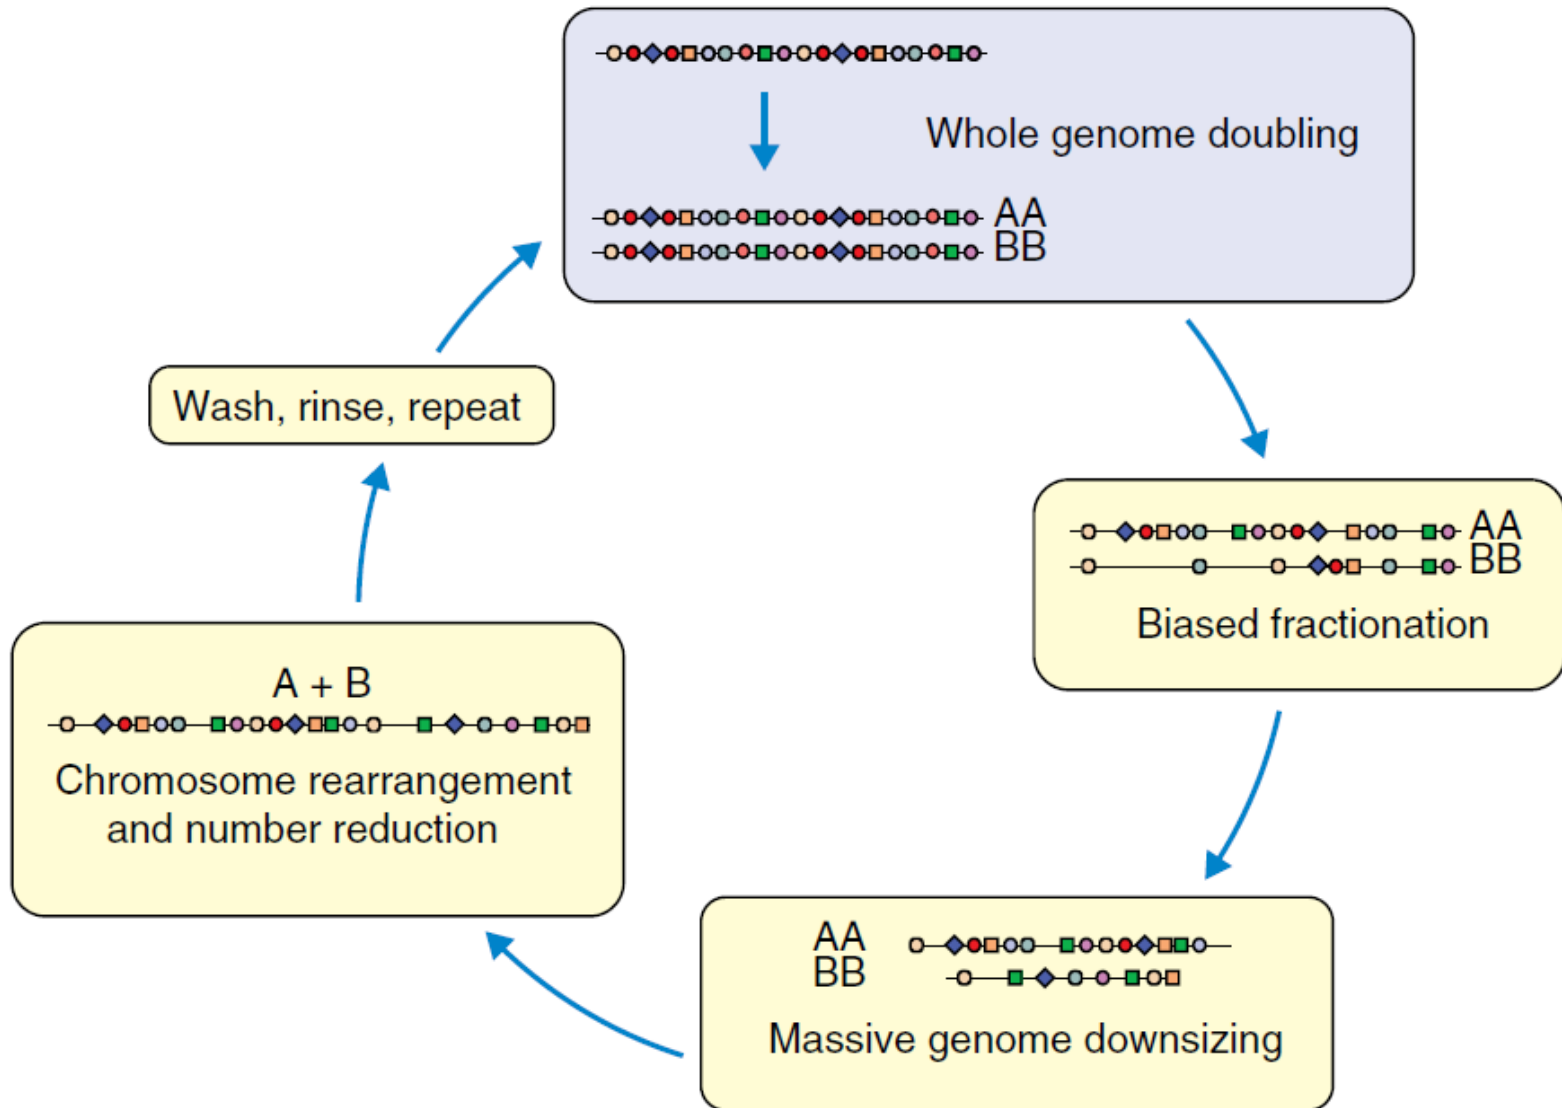 Whole genome doubling
AA
BB
AA
BB
Biased fractionation
AA
BB
Massive genome downsizing
A + B
Chromosome rearrangement
and number reduction
Wash, rinse, repeat